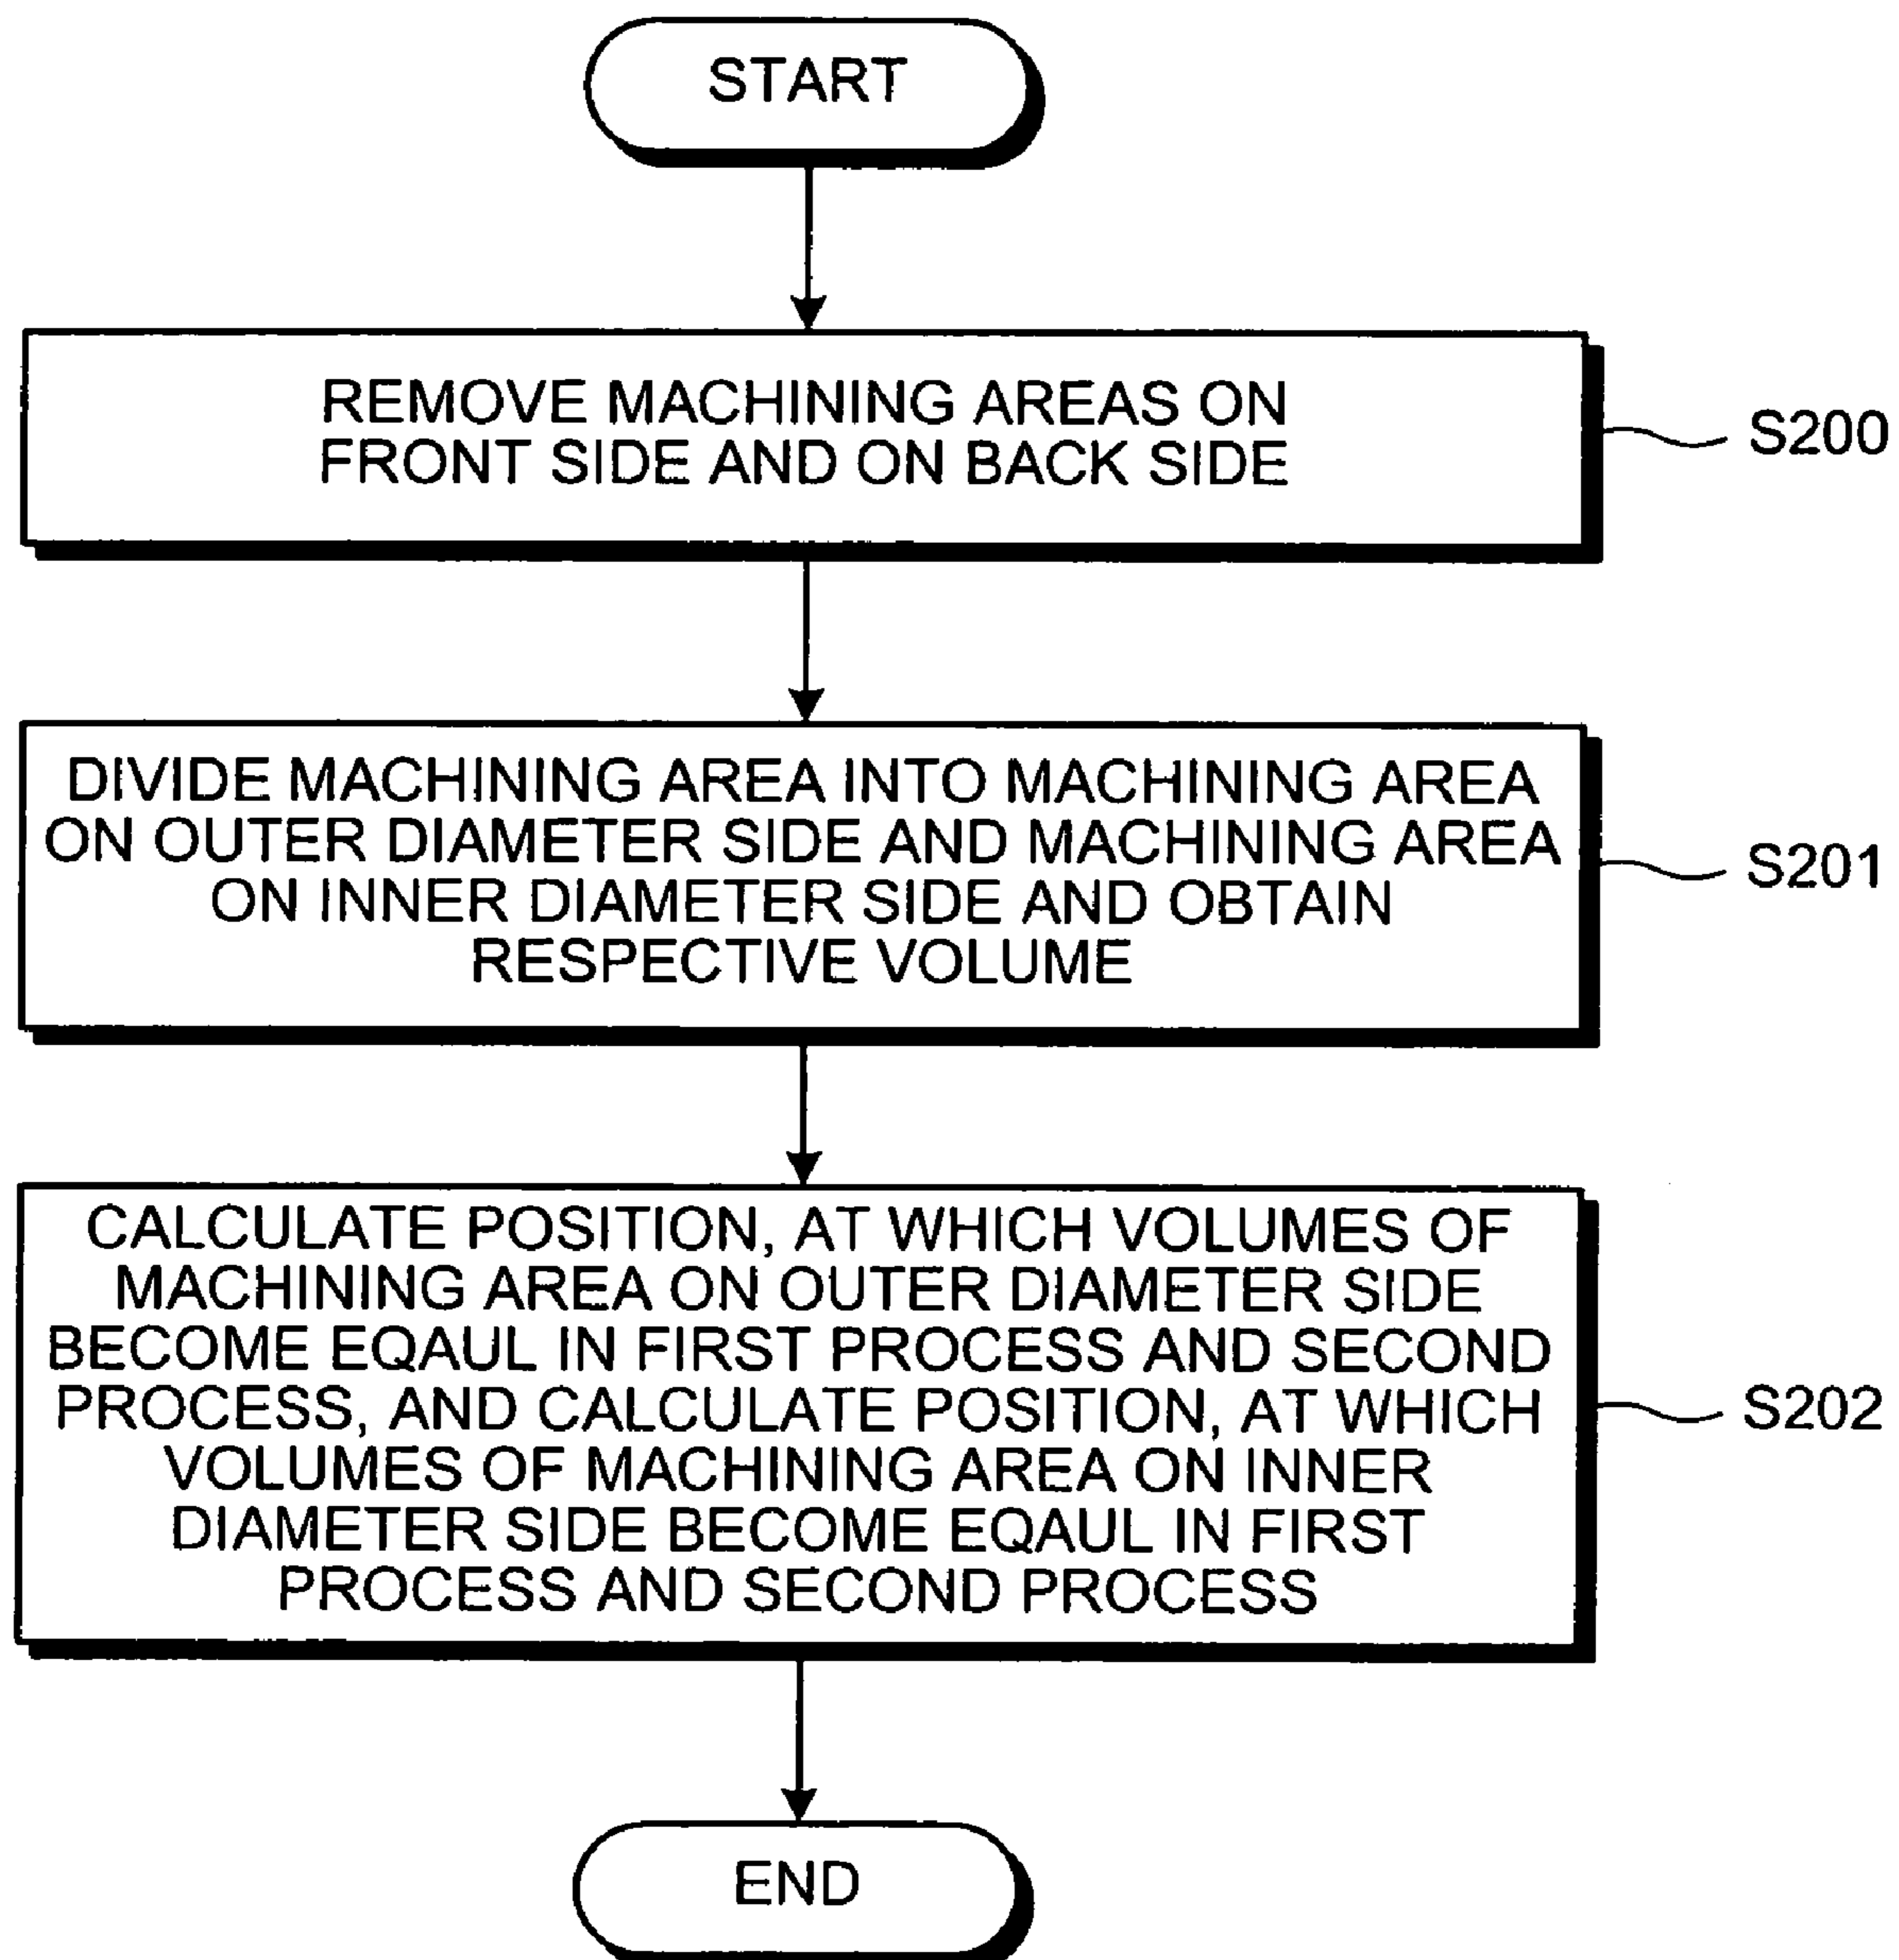 START
REMOVE MACHINING AREAS ON
FRONT SIDE AND ON BACK SIDE
S200
DIVIDE MACHINING AREA INTO MACHINING AREA
ON OUTER DIAMETER SIDE AND MACHINING AREA
ON INNER DIAMETER SIDE AND OBTAIN
RESPECTIVE VOLUME
S201
CALCULATE POSITION, AT WHICH VOLUMES OF
MACHINING AREA ON OUTER DIAMETER SIDE
BECOME EQAUL IN FIRST PROCESS AND SECOND
PROCESS, AND CALCULATE POSITION, AT WHICH
VOLUMES OF MACHINING AREA ON INNER
DIAMETER SIDE BECOME EQAUL IN FIRST
PROCESS AND SECOND PROCESS
S202
END